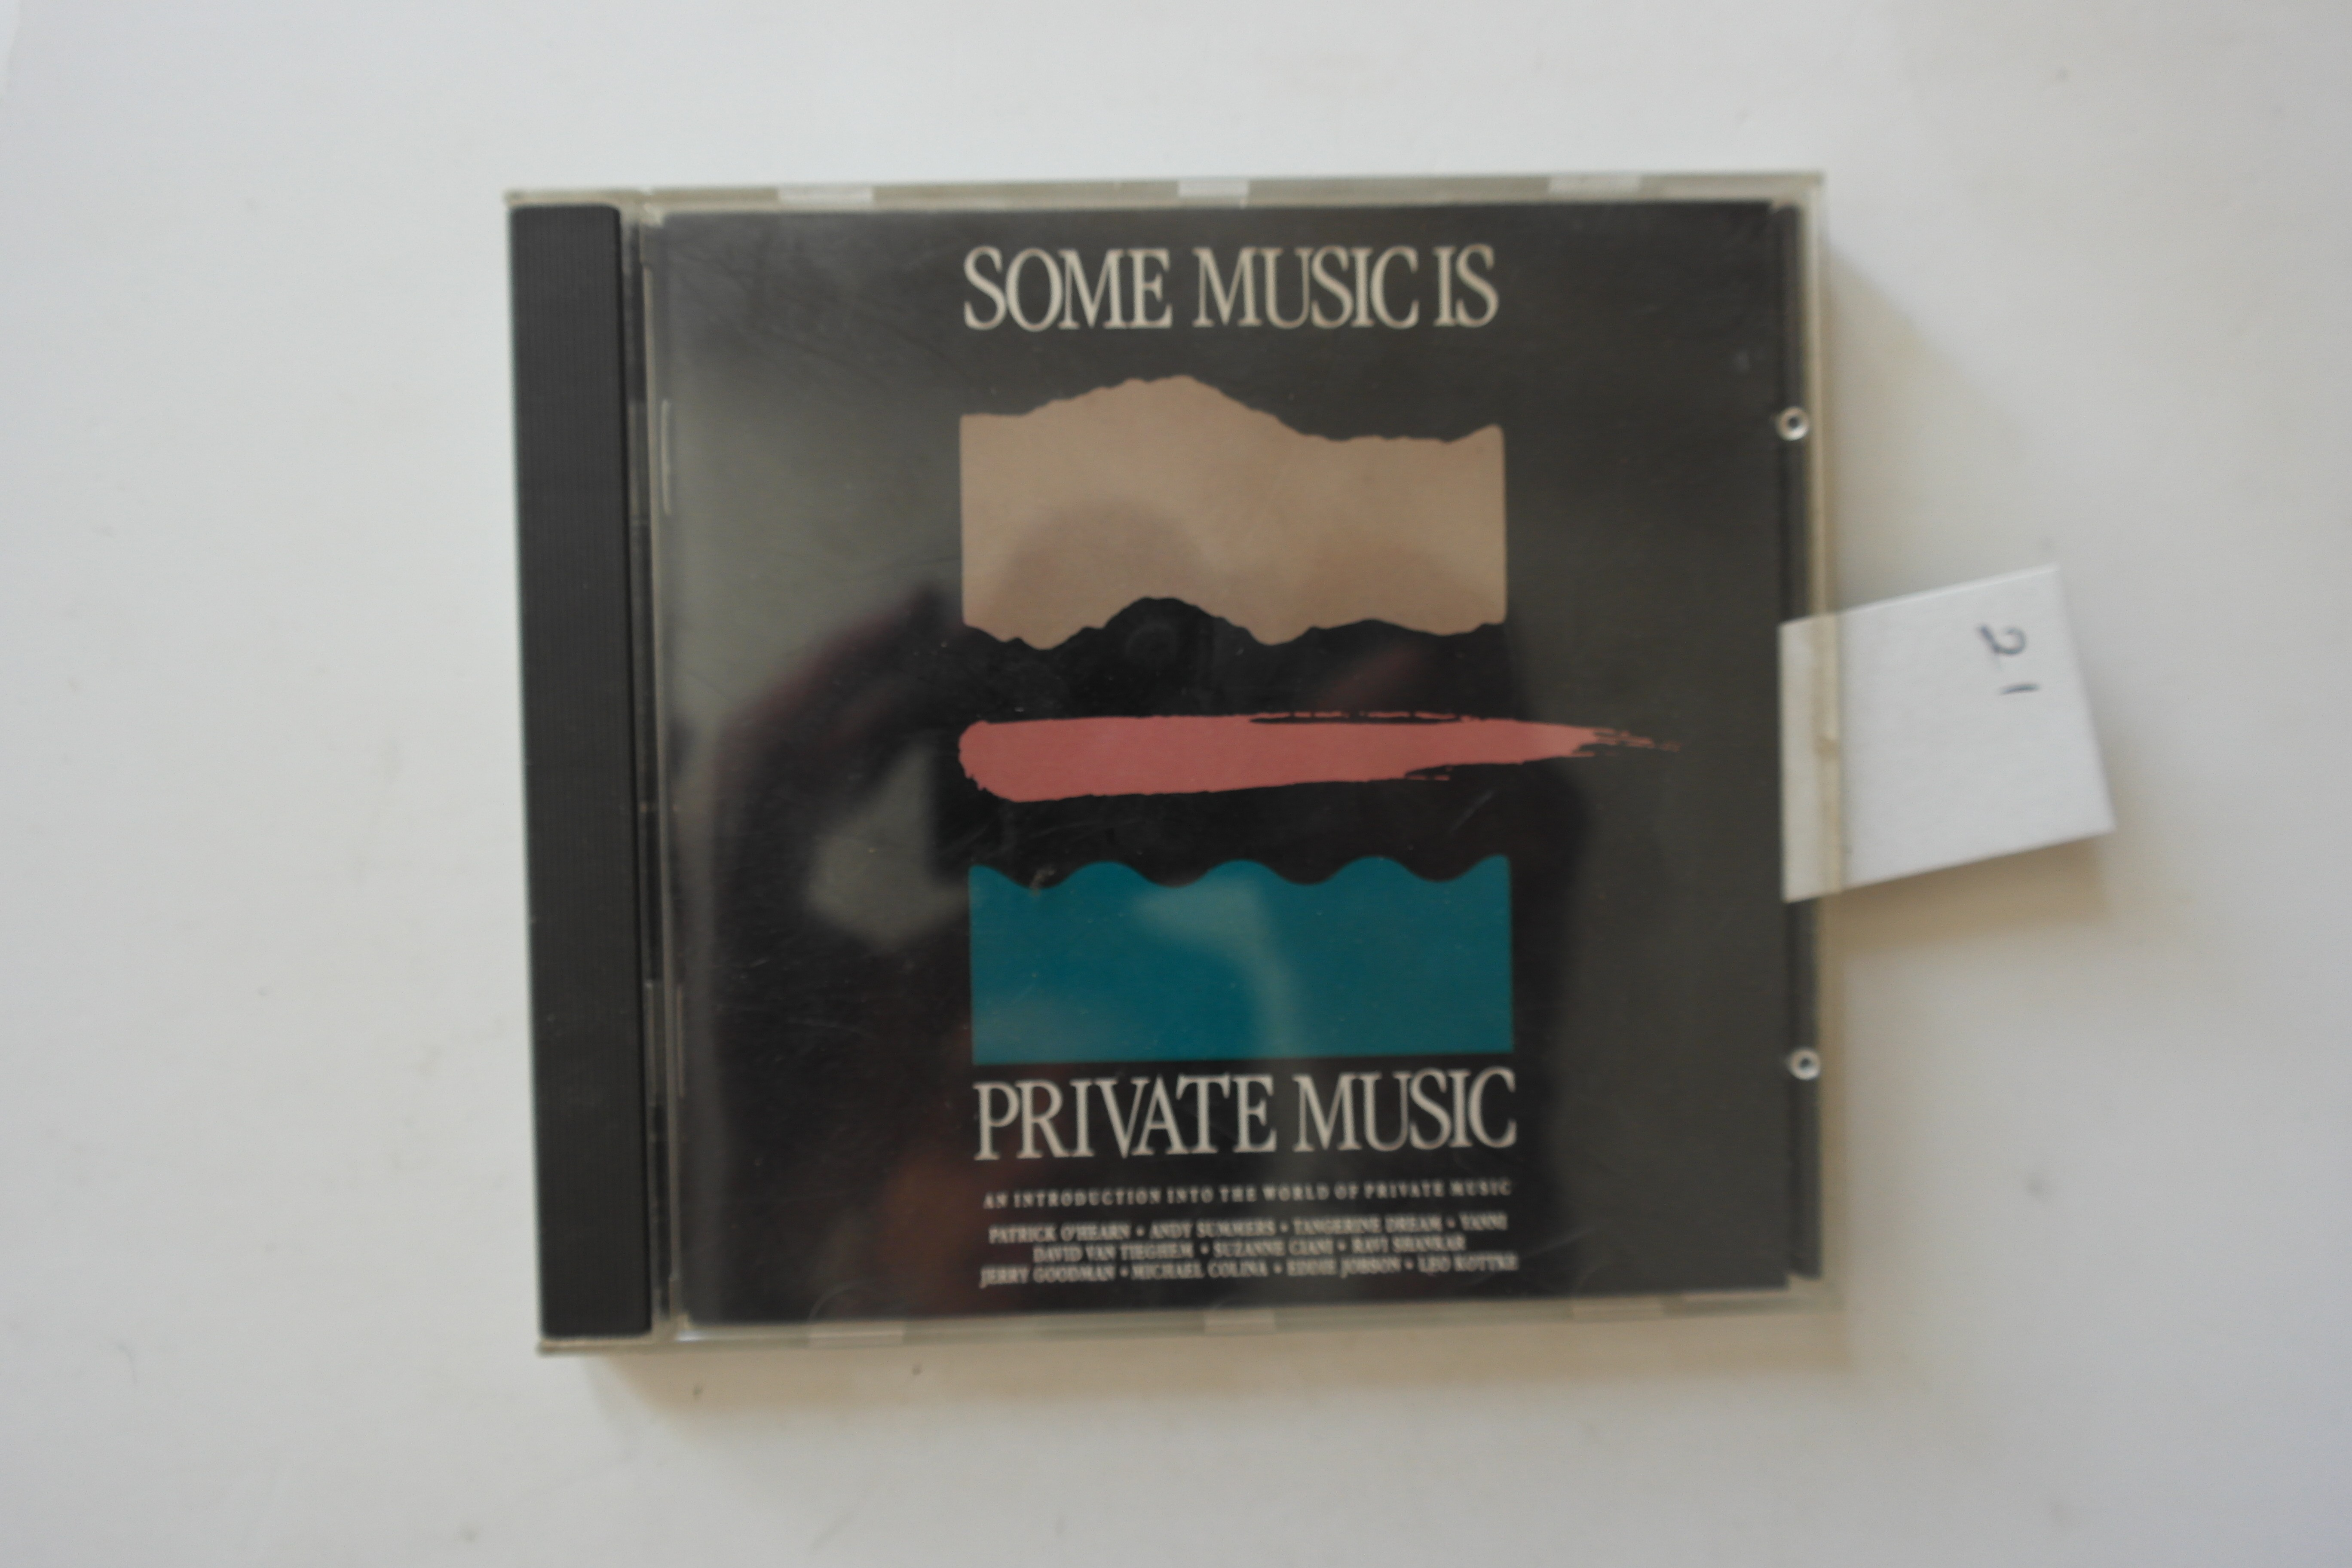 SOME MUSIC IS
PRIVATE MUSIC
AN INTRODUCTION INTO THE WORLD OF PRIVATE MUSIC
PATRICK O'HEARN • ANDY SUMMERS • TANGERINE DREAM • YANNI
DAVID VAN TIEGHEM • SUZANNE CIANI • RAVI SHANKAR
JERRY GOODMAN • MICHAEL COLINA • EDDIE JOBSON • LEO KOTTKE
21